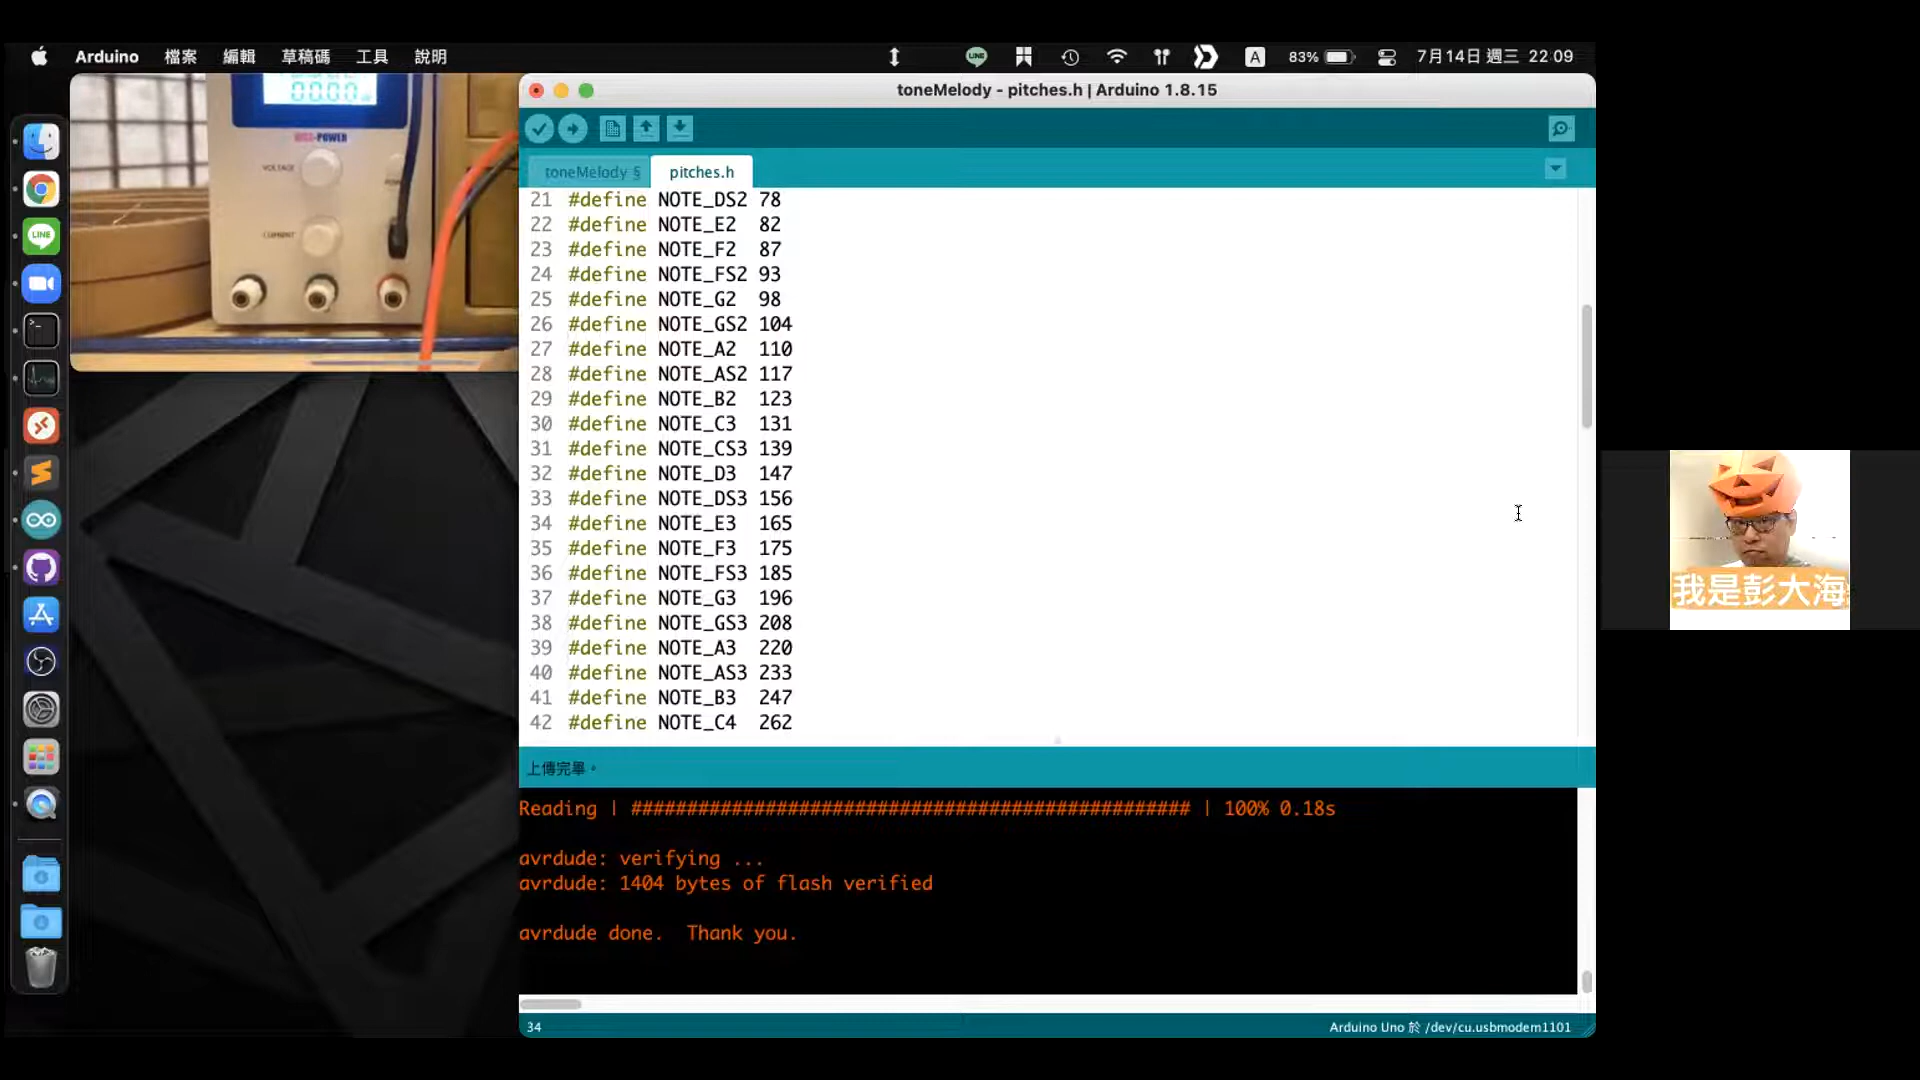 Arduino 檔案 編輯 草稿碼 工具 說明 LINE A 83% 7月14日 週三 22:09
toneMelody - pitches.h | Arduino 1.8.15
toneMelody § pitches.h
21 #define NOTE_DS2 78
22 #define NOTE_E2 82
23 #define NOTE_F2 87
24 #define NOTE_FS2 93
25 #define NOTE_G2 98
26 #define NOTE_GS2 104
27 #define NOTE_A2 110
28 #define NOTE_AS2 117
29 #define NOTE_B2 123
30 #define NOTE_C3 131
31 #define NOTE_CS3 139
32 #define NOTE_D3 147
33 #define NOTE_DS3 156
34 #define NOTE_E3 165
35 #define NOTE_F3 175
36 #define NOTE_FS3 185
37 #define NOTE_G3 196
38 #define NOTE_GS3 208
39 #define NOTE_A3 220
40 #define NOTE_AS3 233
41 #define NOTE_B3 247
42 #define NOTE_C4 262
上傳完畢。
Reading | ################################################## | 100% 0.18s
avrdude: verifying ...
avrdude: 1404 bytes of flash verified
avrdude done. Thank you.
34 Arduino Uno 於 /dev/cu.usbmodem1101
VOLTAGE
CURRENT
LINE
我是彭大海